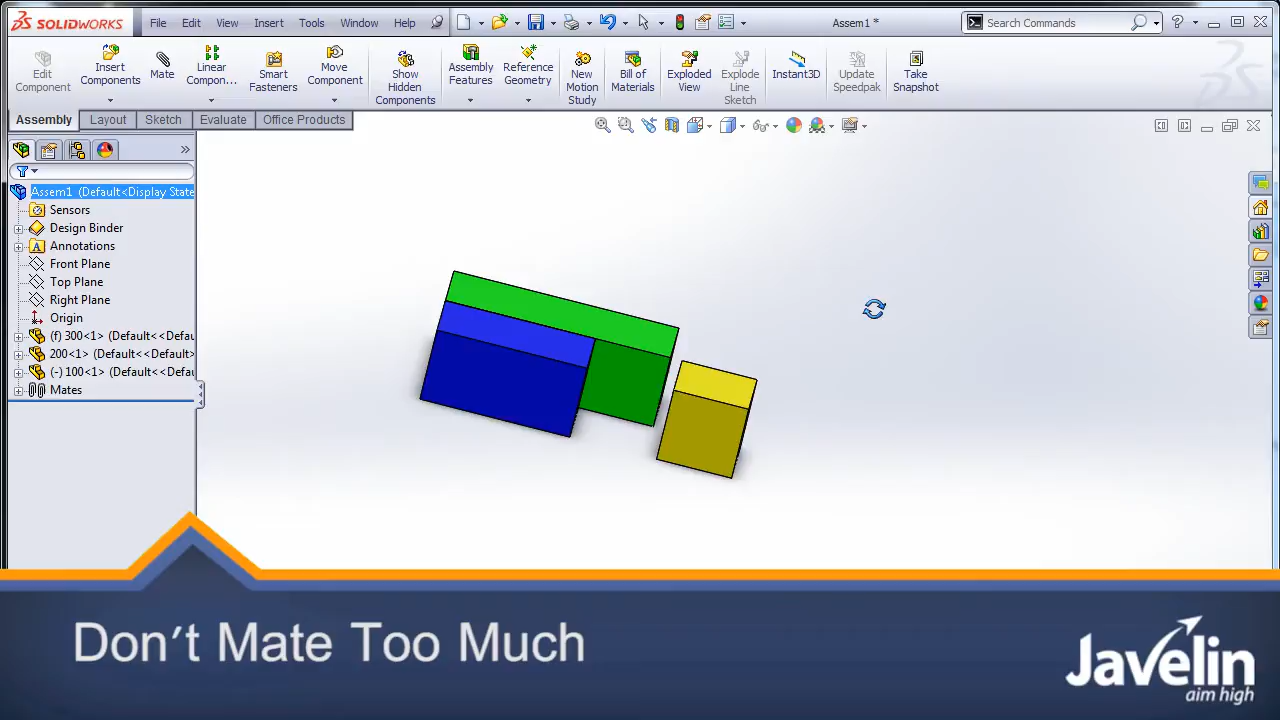 SOLIDWORKS File Edit View Insert Tools Window Help Assem1 * Search Commands ?
Edit Component
Insert Components
Mate
Linear Compon...
Smart Fasteners
Move Component
Show Hidden Components
Assembly Features
Reference Geometry
New Motion Study
Bill of Materials
Exploded View
Explode Line Sketch
Instant3D
Update Speedpak
Take Snapshot
Assembly Layout Sketch Evaluate Office Products
Assem1 (Default<Display State
Sensors
Design Binder
Annotations
Front Plane
Top Plane
Right Plane
Origin
(f) 300<1> (Default<<Defau
200<1> (Default<<Default>
(-) 100<1> (Default<<Defau
Mates
Don't Mate Too Much
Javelin
aim high